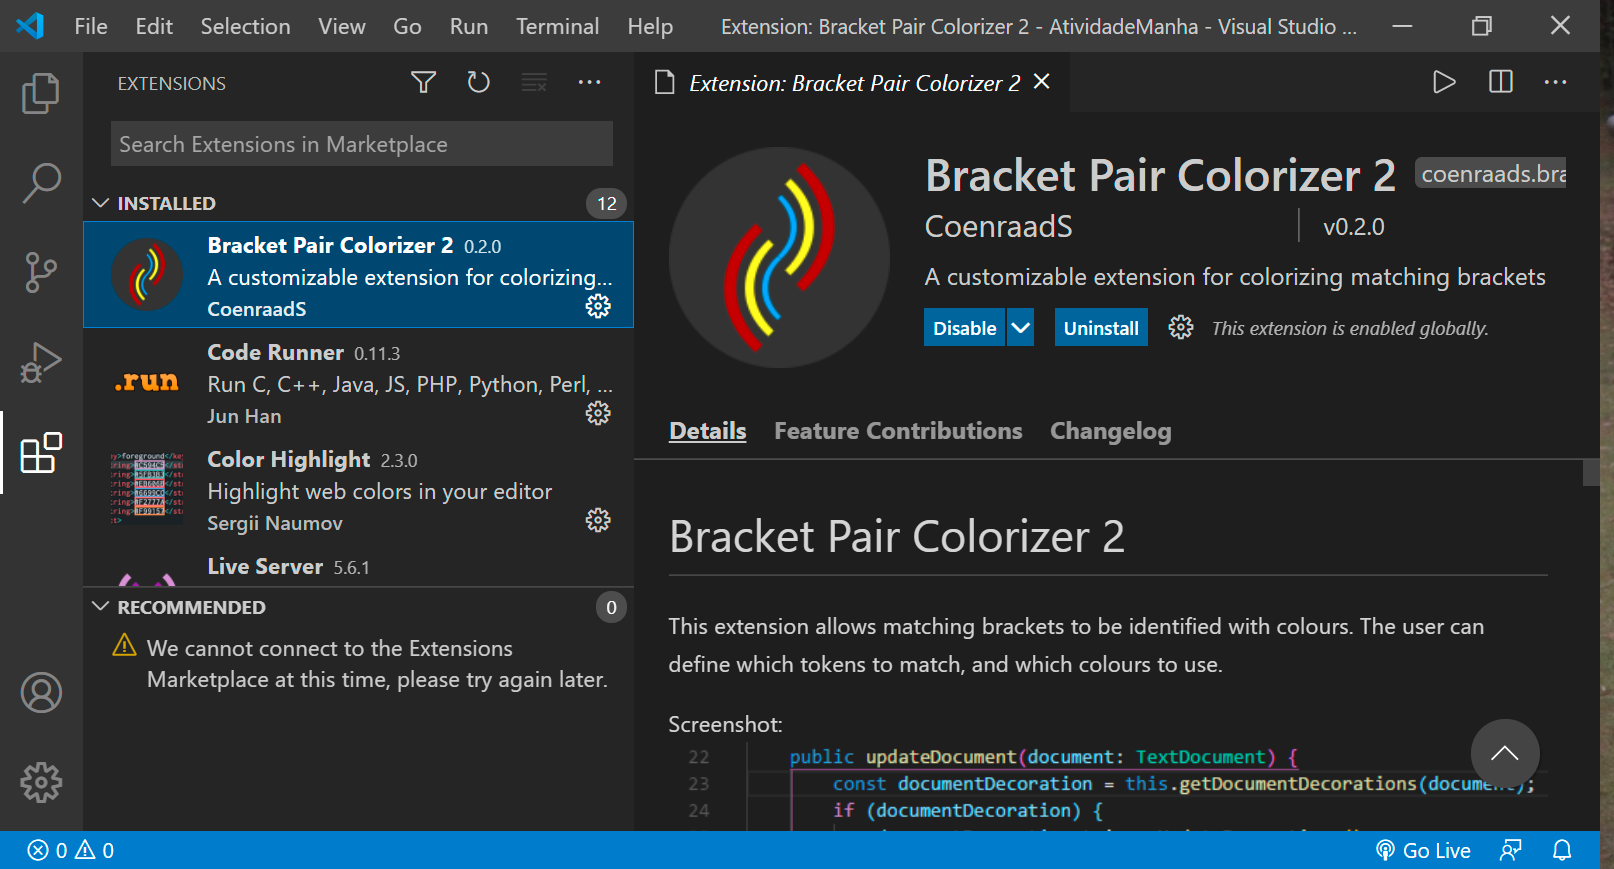 File Edit Selection View Go Run Terminal Help
Extension: Bracket Pair Colorizer 2 - AtividadeManha - Visual Studio ...
EXTENSIONS
Search Extensions in Marketplace
INSTALLED 12
Bracket Pair Colorizer 2 0.2.0
A customizable extension for colorizing...
CoenraadS
.run
Code Runner 0.11.3
Run C, C++, Java, JS, PHP, Python, Perl, ...
Jun Han
Color Highlight 2.3.0
Highlight web colors in your editor
Sergii Naumov
Live Server 5.6.1
RECOMMENDED 0
We cannot connect to the Extensions
Marketplace at this time, please try again later.
Extension: Bracket Pair Colorizer 2
Bracket Pair Colorizer 2 coenraads.bra
CoenraadS v0.2.0
A customizable extension for colorizing matching brackets
Disable Uninstall This extension is enabled globally.
Details Feature Contributions Changelog
Bracket Pair Colorizer 2
This extension allows matching brackets to be identified with colours. The user can
define which tokens to match, and which colours to use.
Screenshot:
22 public updateDocument(document: TextDocument) {
23 const documentDecoration = this.getDocumentDecorations(document);
24 if (documentDecoration) {
0 0 Go Live